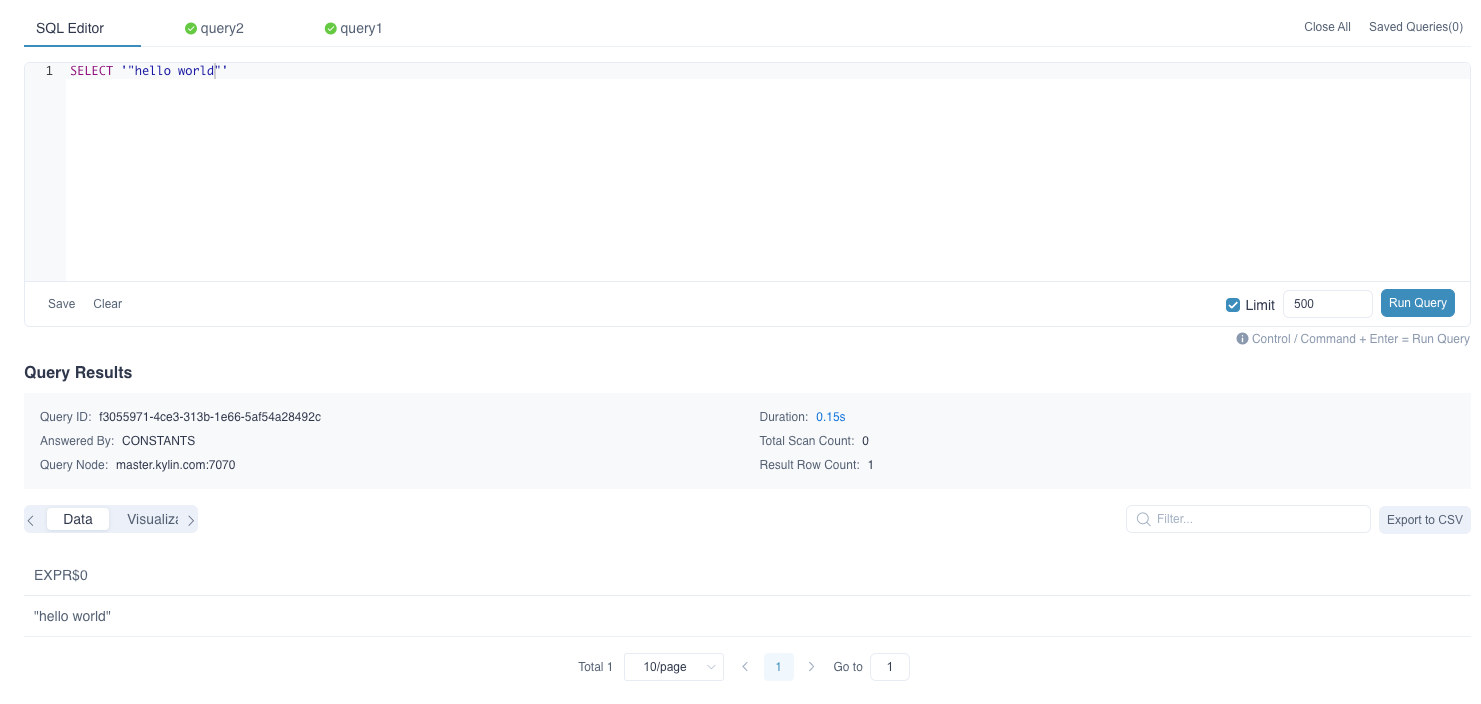 SQL Editor query2 query1 Close All Saved Queries(0)
1 SELECT '"hello world"'
Save Clear Limit 500 Run Query
Control / Command + Enter = Run Query
Query Results
Query ID: f3055971-4ce3-313b-1e66-5af54a28492c Duration: 0.15s
Answered By: CONSTANTS Total Scan Count: 0
Query Node: master.kylin.com:7070 Result Row Count: 1
Data Visualiza Filter... Export to CSV
EXPR$0
"hello world"
Total 1 10/page 1 Go to 1